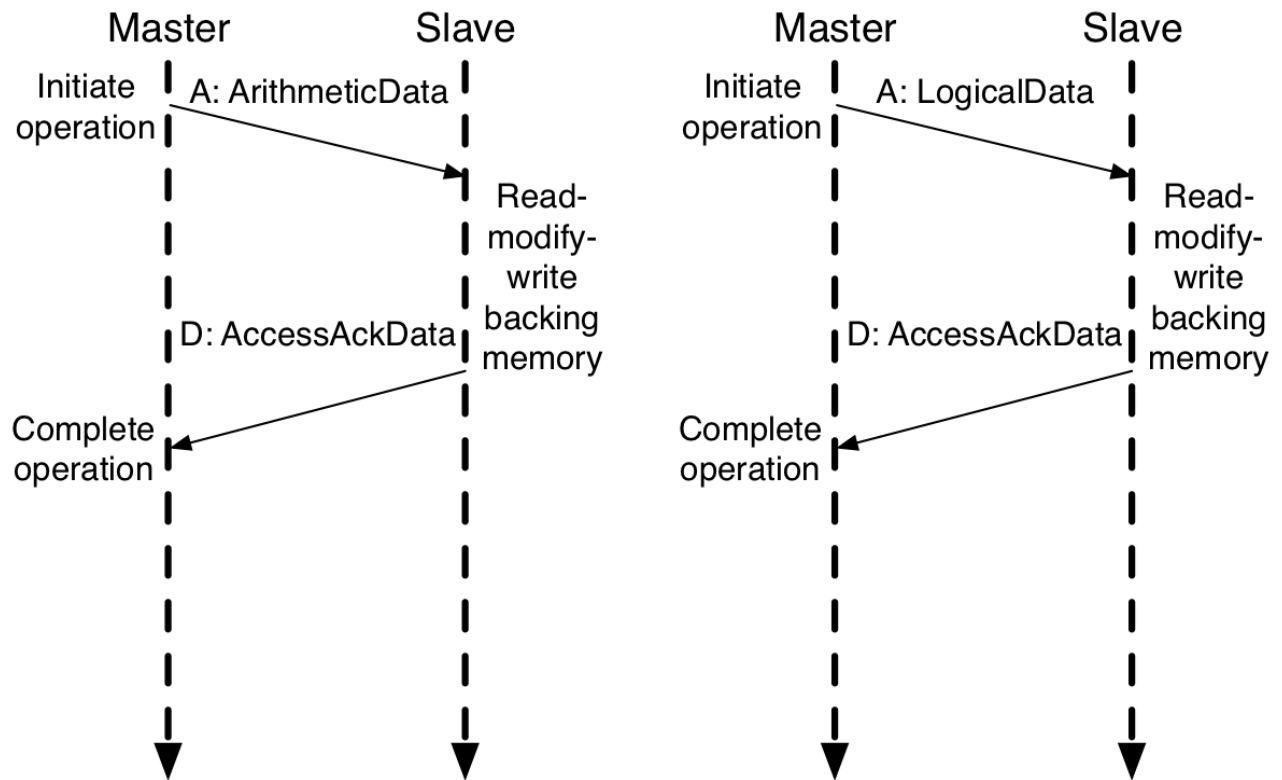 Master
Slave
Initiate
operation
A: ArithmeticData
Read-
modify-
write
backing
memory
D: AccessAckData
Complete
operation
Master
Slave
Initiate
operation
A: LogicalData
Read-
modify-
write
backing
memory
D: AccessAckData
Complete
operation